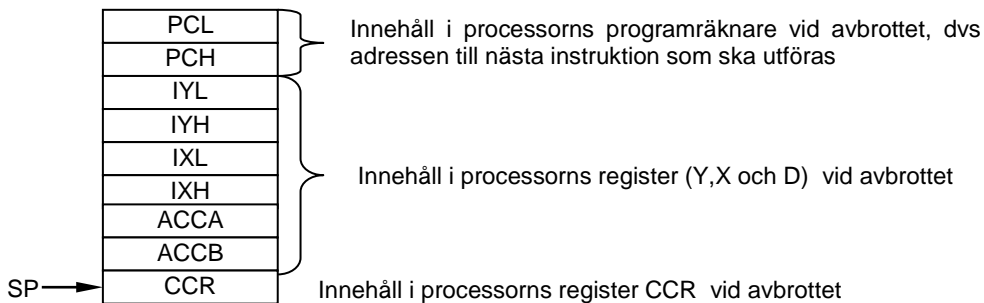 PCL
PCH
IYL
IYH
IXL
IXH
ACCA
ACCB
CCR
SP
Innehåll i processorns programräknare vid avbrottet, dvs
adressen till nästa instruktion som ska utföras
Innehåll i processorns register (Y,X och D) vid avbrottet
Innehåll i processorns register CCR vid avbrottet